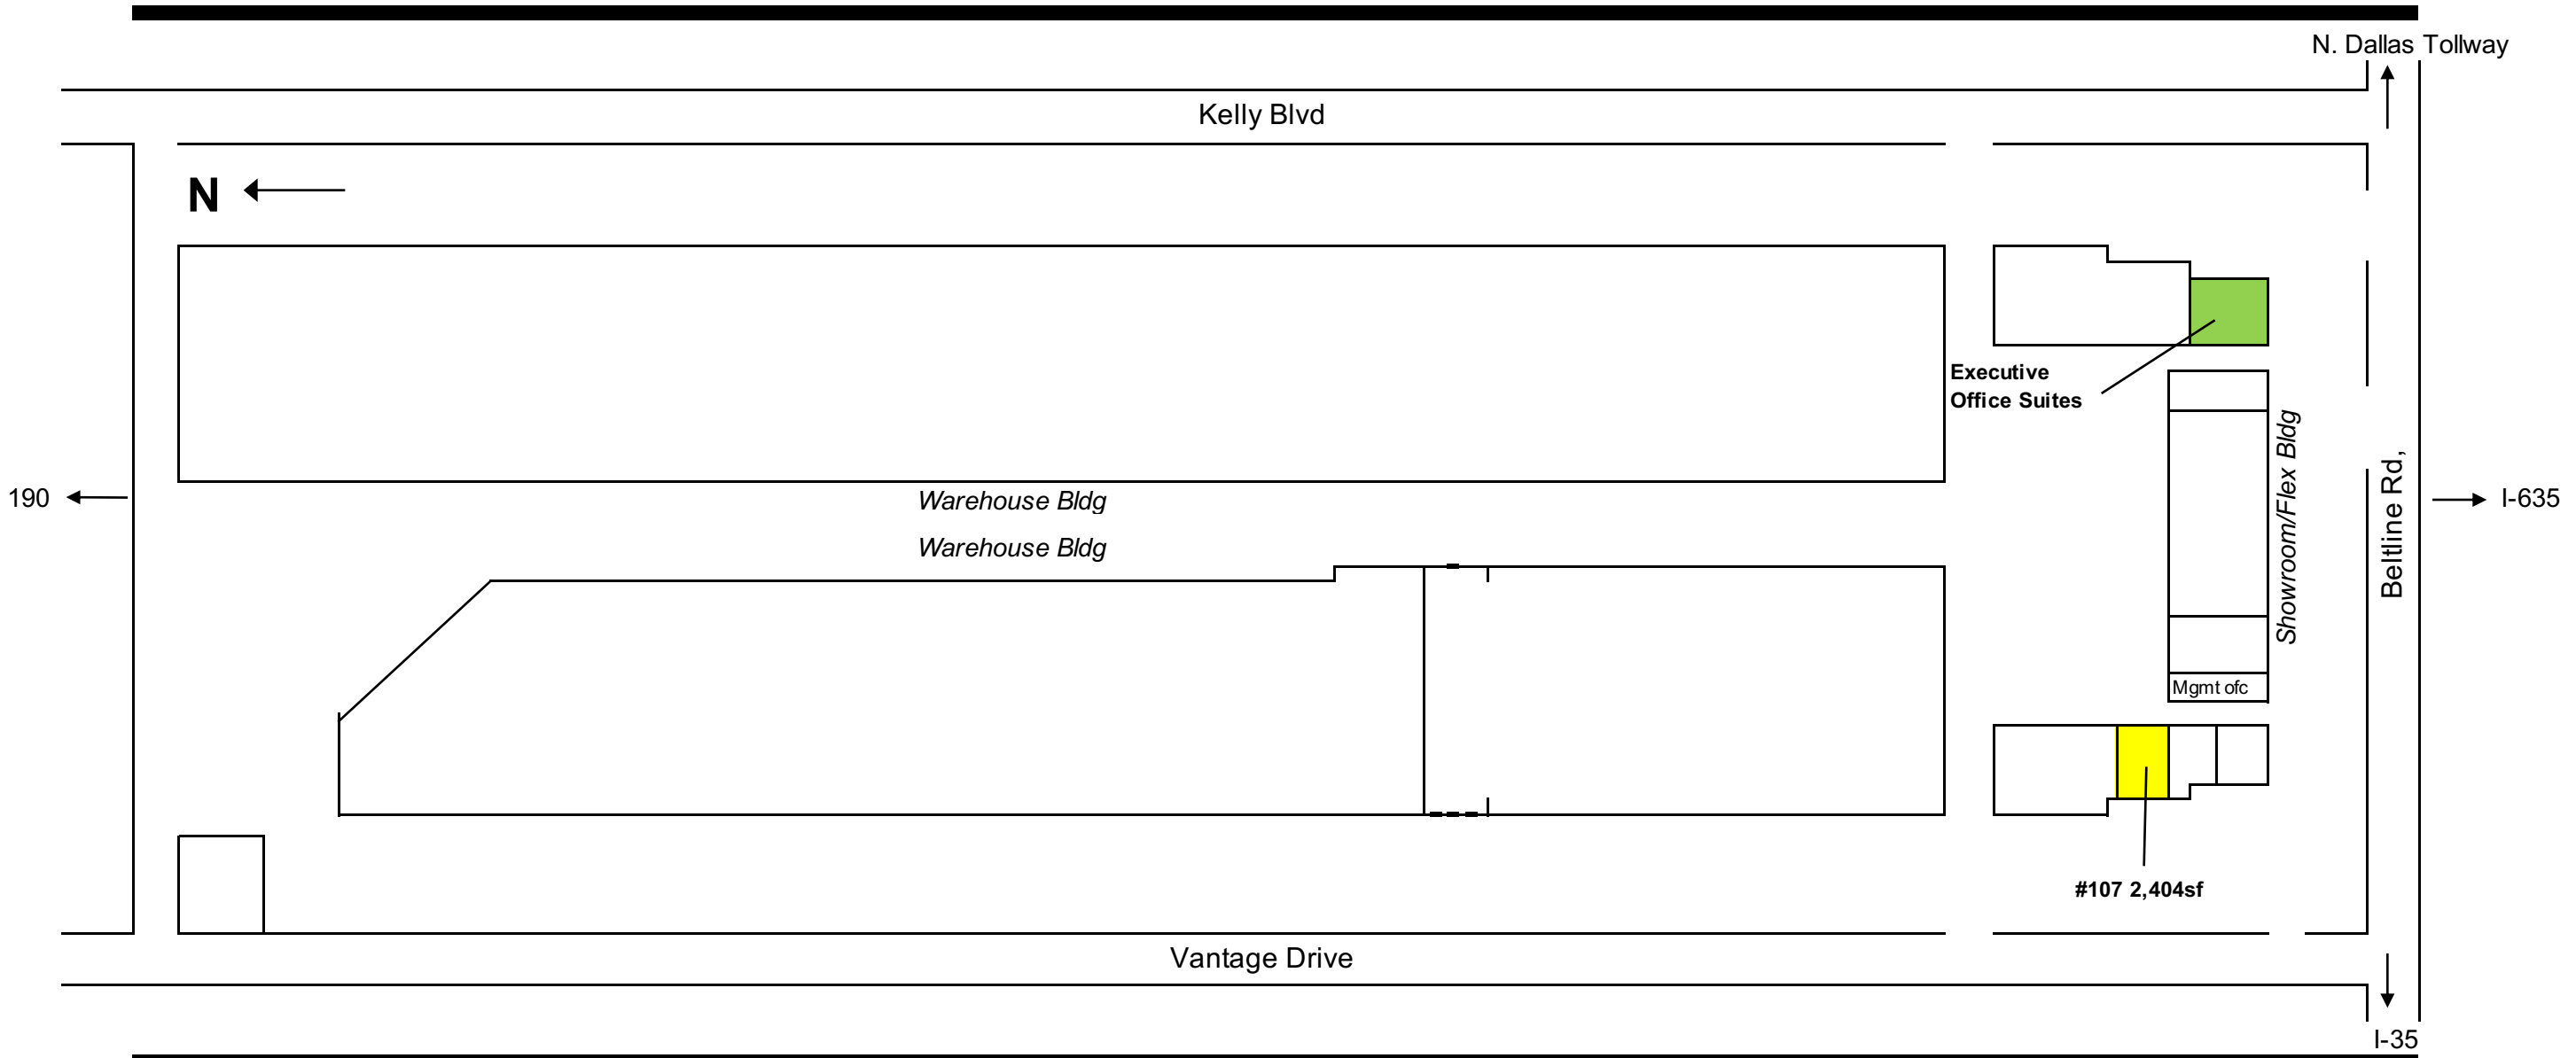 N. Dallas Tollway
Kelly Blvd
N
Executive
Office Suites
Showroom/Flex Bldg
Beltline Rd,
190
Warehouse Bldg
I-635
Warehouse Bldg
Mgmt ofc
#107 2,404sf
Vantage Drive
I-35